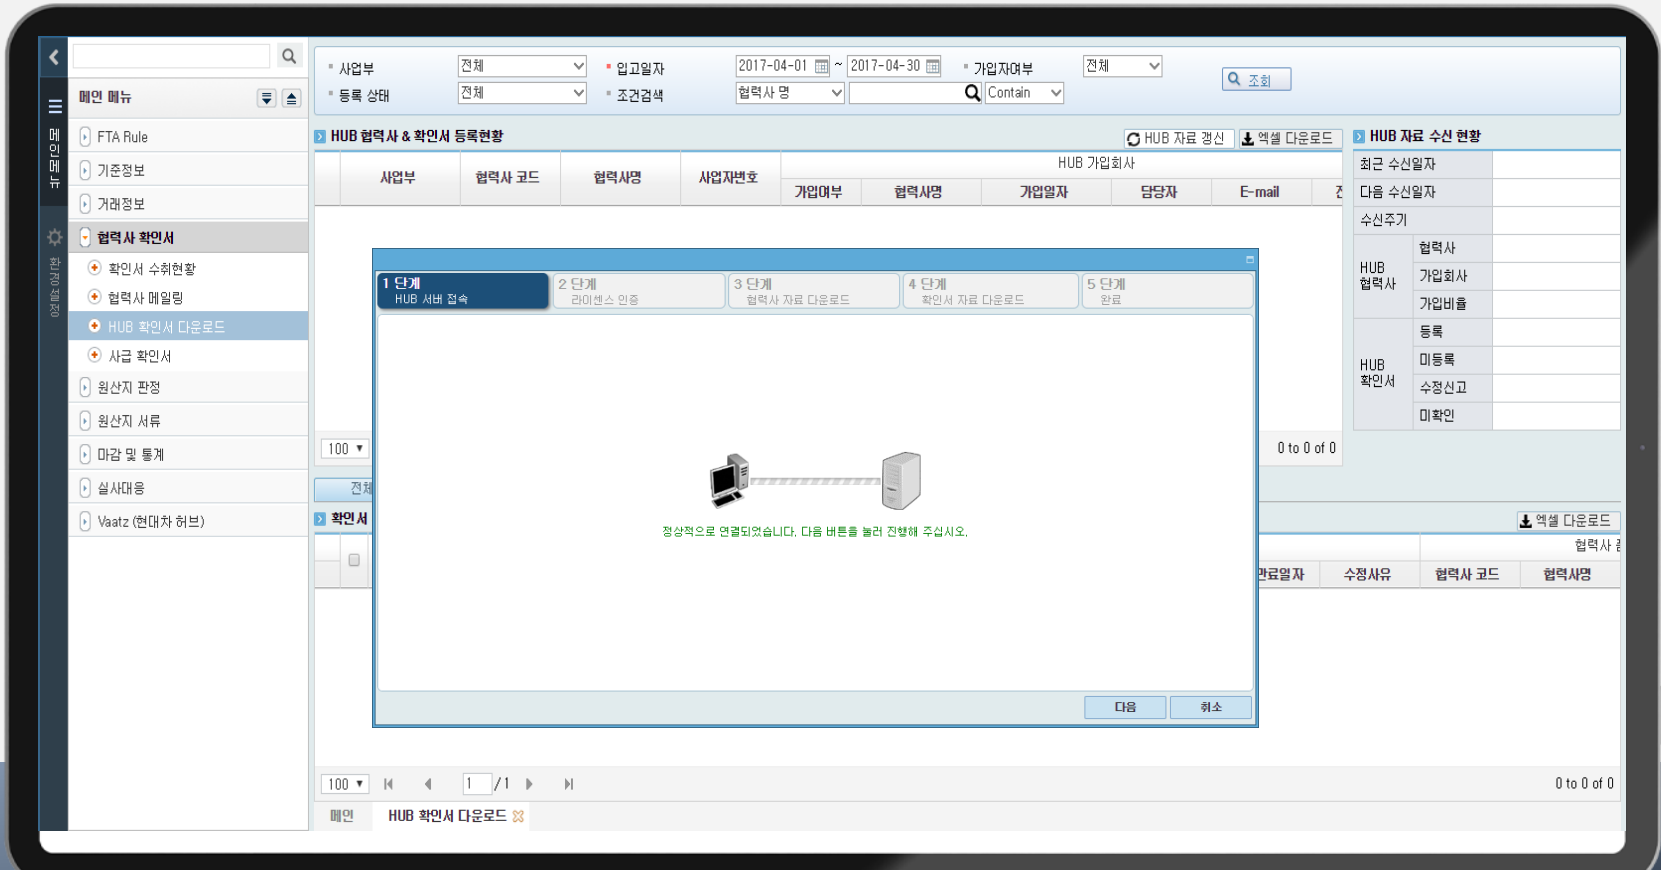 메인 메뉴
메인메뉴
환경설정
FTA Rule
기준정보
거래정보
협력사 확인서
확인서 수취현황
협력사 메일링
HUB 확인서 다운로드
사급 확인서
원산지 판정
원산지 서류
마감 및 통계
실사대응
Vaatz (현대차 허브)
사업부 전체 입고일자 2017-04-01 ~ 2017-04-30 가입자여부 전체
조회
등록 상태 전체 조건검색 협력사 명 Contain
HUB 협력사 & 확인서 등록현황 HUB 자료 갱신 엑셀 다운로드
사업부 협력사 코드 협력사명 사업자번호 HUB 가입회사
가입여부 협력사명 가입일자 담당자 E-mail
HUB 자료 수신 현황
최근 수신일자
다음 수신일자
수신주기
HUB 협력사
협력사
가입회사
가입비율
HUB 확인서
등록
미등록
수정신고
미확인
1 단계
HUB 서버 접속
2 단계
라이센스 인증
3 단계
협력사 자료 다운로드
4 단계
확인서 자료 다운로드
5 단계
완료
정상적으로 연결되었습니다. 다음 버튼을 눌러 진행해 주십시오.
다음 취소
100 0 to 0 of 0
전체
확인서 엑셀 다운로드
협력사
만료일자 수정사유 협력사 코드 협력사명
100 1 /1 0 to 0 of 0
메인 HUB 확인서 다운로드